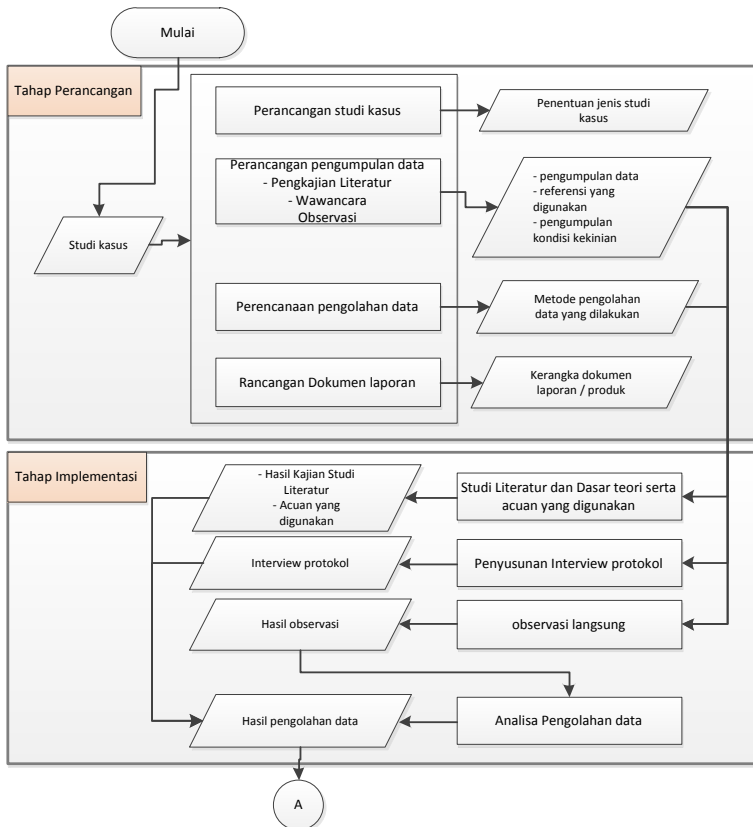 Mulai
Tahap Perancangan
Perancangan studi kasus
Penentuan jenis studi
kasus
Perancangan pengumpulan data
- Pengkajian Literatur
- Wawancara
Observasi
- pengumpulan data
- referensi yang
digunakan
- pengumpulan
kondisi kekinian
Studi kasus
Perencanaan pengolahan data
Metode pengolahan
data yang dilakukan
Rancangan Dokumen laporan
Kerangka dokumen
laporan / produk
Tahap Implementasi
- Hasil Kajian Studi
Literatur
- Acuan yang
digunakan
Studi Literatur dan Dasar teori serta
acuan yang digunakan
Interview protokol
Penyusunan Interview protokol
Hasil observasi
observasi langsung
Hasil pengolahan data
Analisa Pengolahan data
A